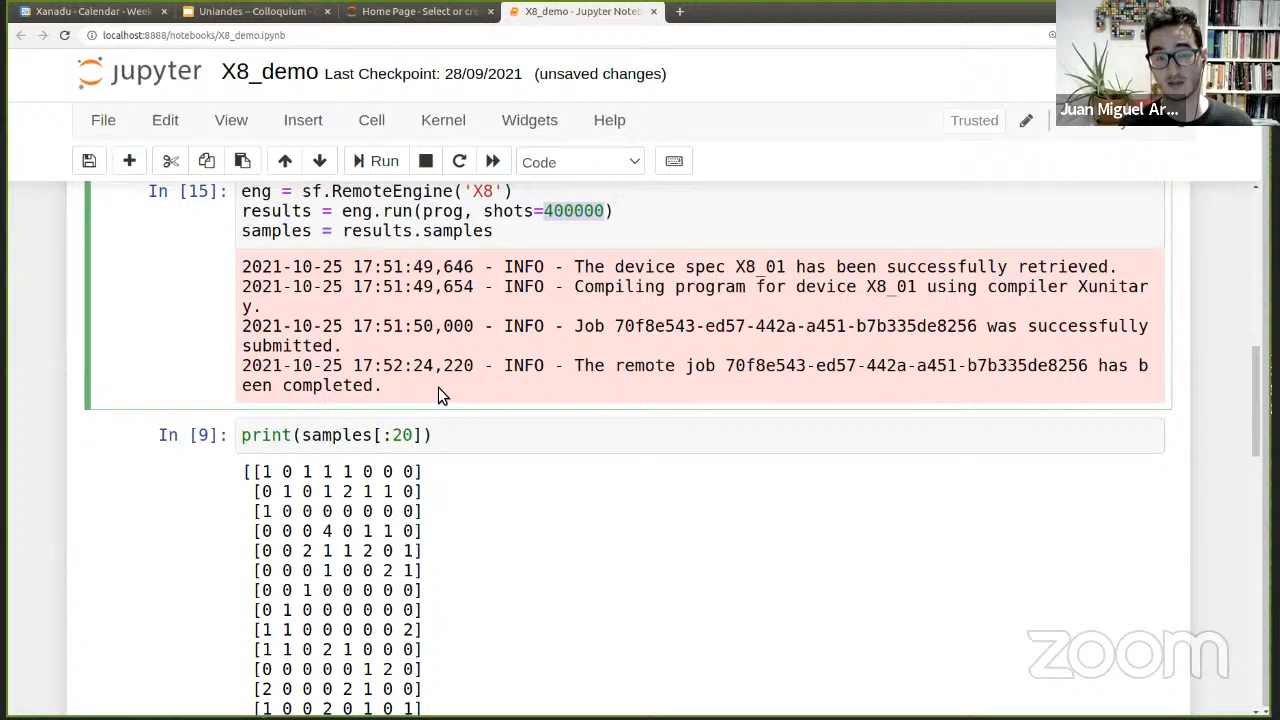 Xanadu - Calendar - Week
Uniandes – Colloquium -
Home Page - Select or cre
X8_demo - Jupyter Noteb
localhost:8888/notebooks/X8_demo.ipynb
jupyter X8_demo Last Checkpoint: 28/09/2021 (unsaved changes)
Juan Miguel Ar...
File Edit View Insert Cell Kernel Widgets Help Trusted
Run Code
In [15]: eng = sf.RemoteEngine('X8')
results = eng.run(prog, shots=400000)
samples = results.samples
2021-10-25 17:51:49,646 - INFO - The device spec X8_01 has been successfully retrieved.
2021-10-25 17:51:49,654 - INFO - Compiling program for device X8_01 using compiler Xunitar
y.
2021-10-25 17:51:50,000 - INFO - Job 70f8e543-ed57-442a-a451-b7b335de8256 was successfully
submitted.
2021-10-25 17:52:24,220 - INFO - The remote job 70f8e543-ed57-442a-a451-b7b335de8256 has b
een completed.
In [9]: print(samples[:20])
[[1 0 1 1 1 0 0 0]
[0 1 0 1 2 1 1 0]
[1 0 0 0 0 0 0 0]
[0 0 0 4 0 1 1 0]
[0 0 2 1 1 2 0 1]
[0 0 0 1 0 0 2 1]
[0 0 1 0 0 0 0 0]
[0 1 0 0 0 0 0 0]
[1 1 0 0 0 0 0 2]
[1 1 0 2 1 0 0 0]
[0 0 0 0 0 1 2 0]
[2 0 0 0 2 1 0 0]
[1 0 0 2 0 1 0 1]
zoom